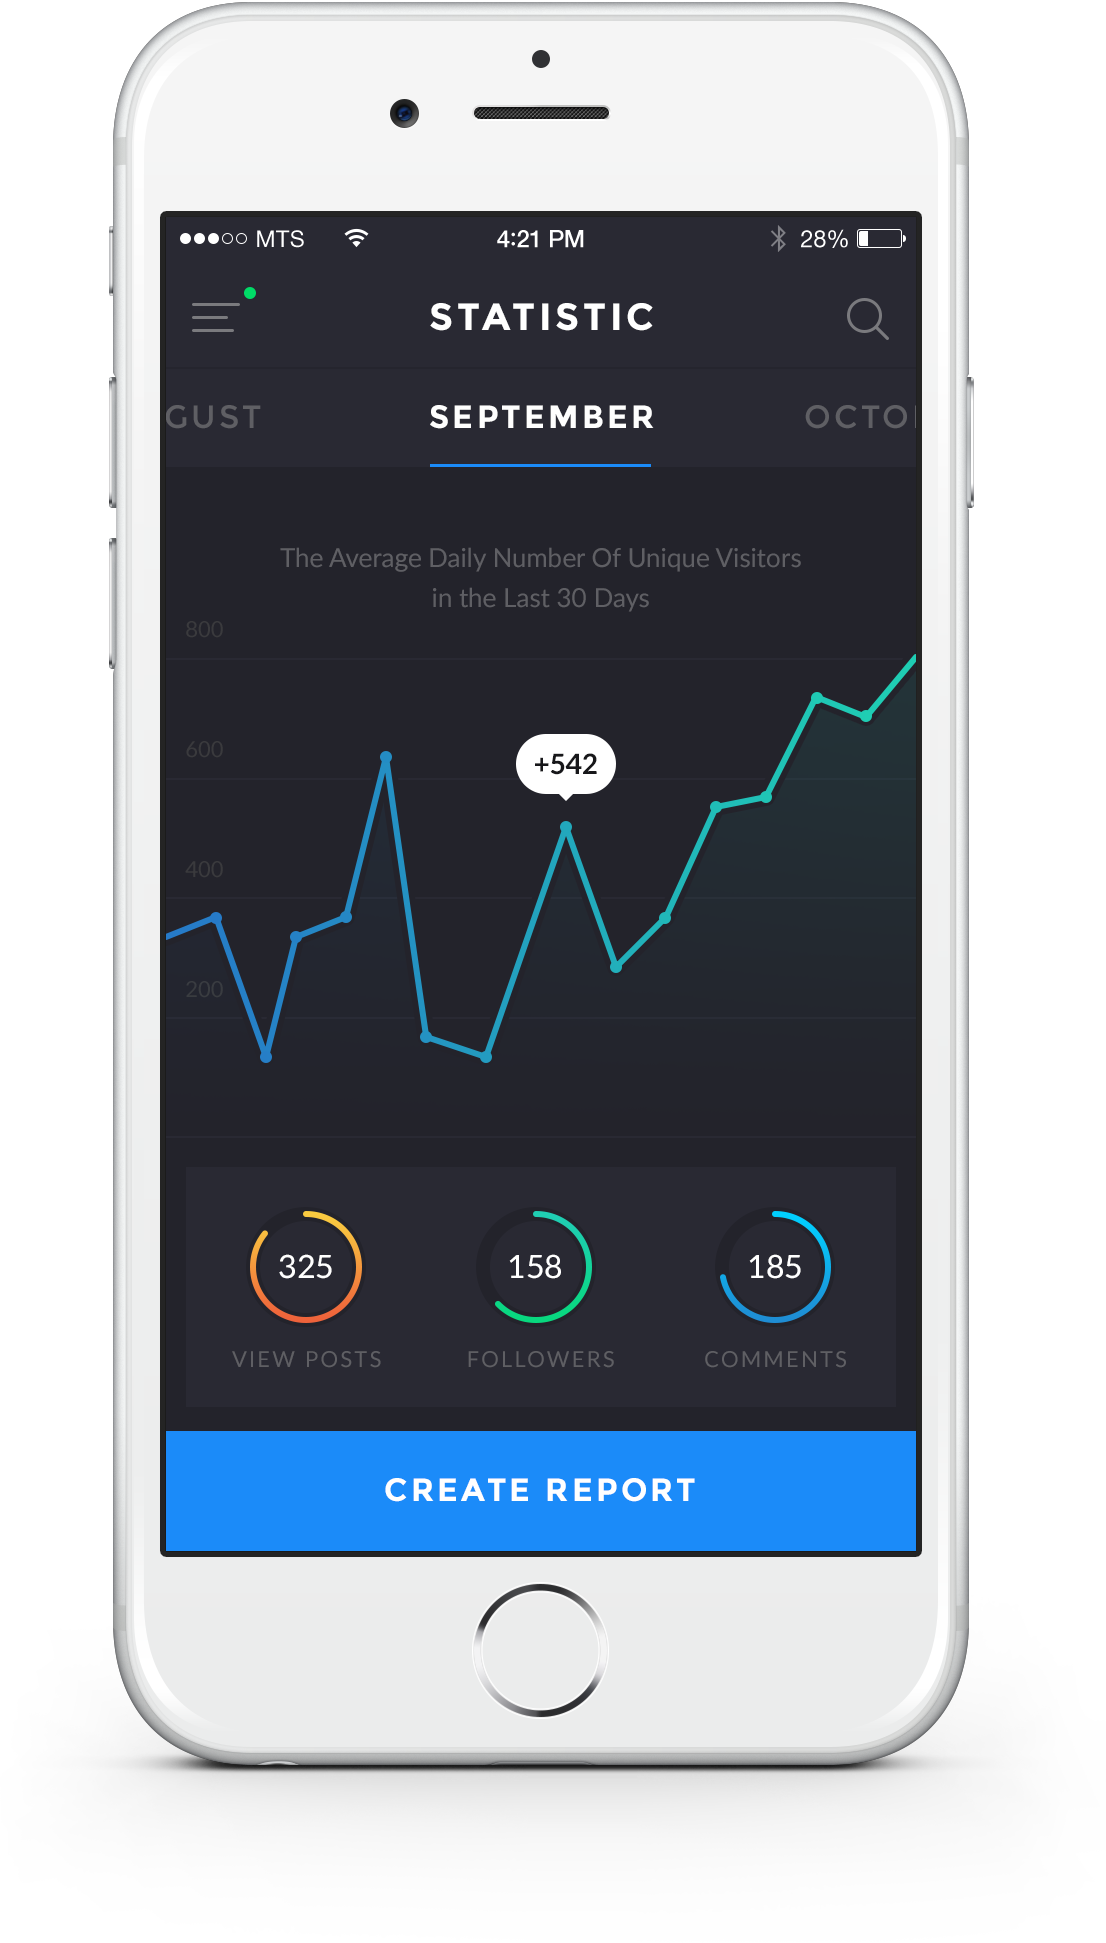 MTS
4:21 PM
28%
STATISTIC
GUST
SEPTEMBER
OCTO
The Average Daily Number Of Unique Visitors
in the Last 30 Days
800
600
+542
400
200
325
158
185
VIEW POSTS
FOLLOWERS
COMMENTS
CREATE REPORT